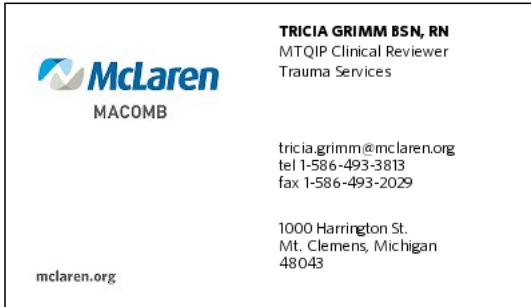 McLaren
MACOMB
mclaren.org
TRICIA GRIMM BSN, RN
MTQIP Clinical Reviewer
Trauma Services
tricia.grimm@mclaren.org
tel 1-586-493-3813
fax 1-586-493-2029
1000 Harrington St.
Mt. Clemens, Michigan
48043